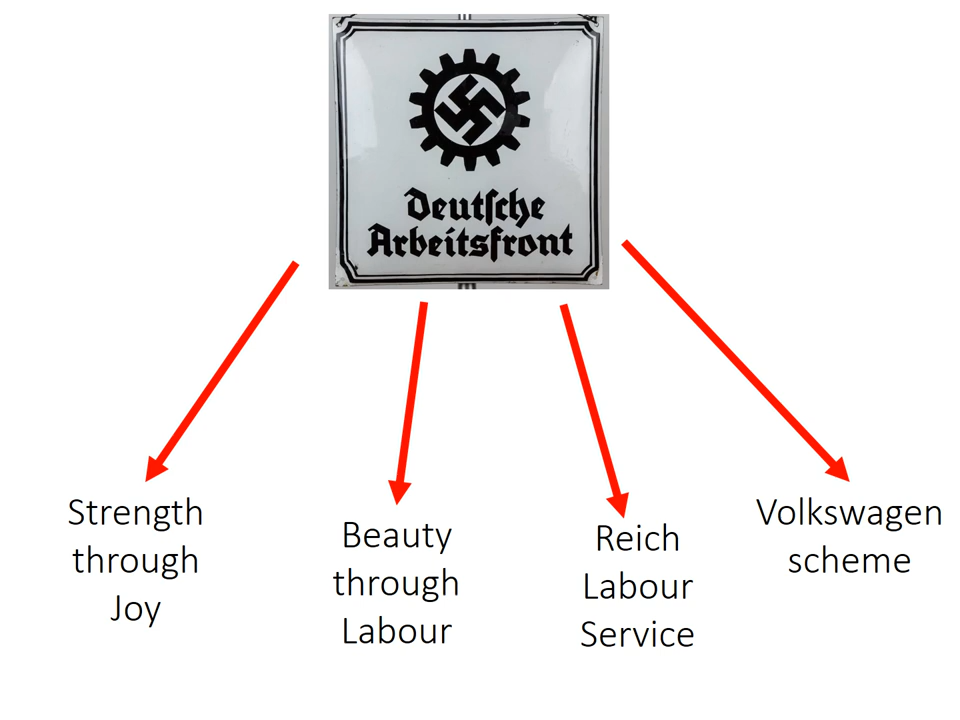 Deutſche
Arbeitsfront
Strength
through
Joy
Beauty
through
Labour
Reich
Labour
Service
Volkswagen
scheme